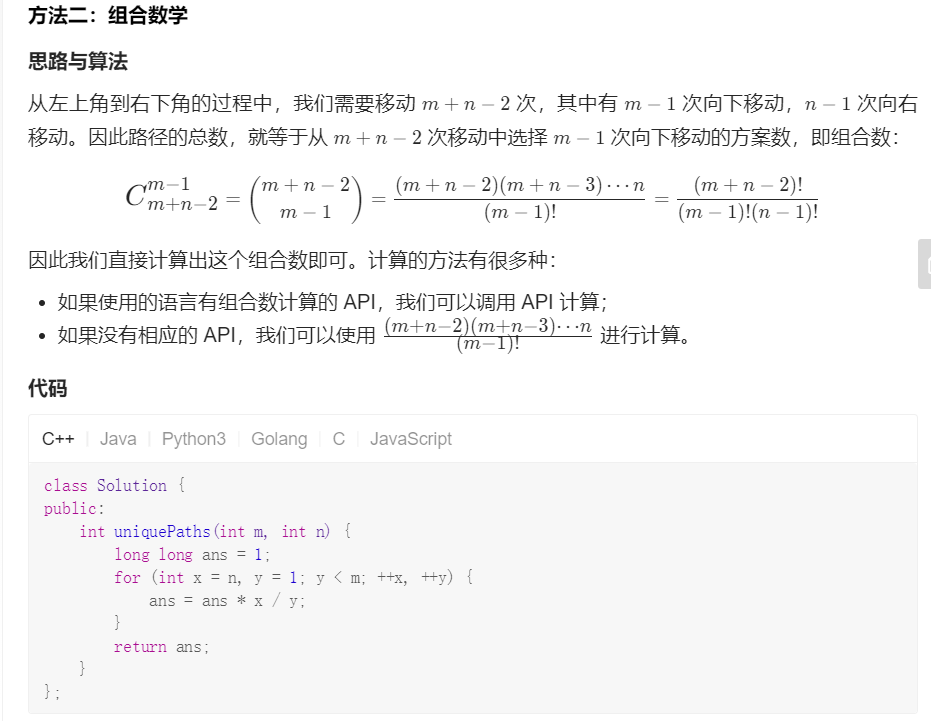 方法二：组合数学
思路与算法
从左上角到右下角的过程中，我们需要移动 m + n − 2 次，其中有 m − 1 次向下移动，n − 1 次向右
移动。因此路径的总数，就等于从 m + n − 2 次移动中选择 m − 1 次向下移动的方案数，即组合数：
C_{m+n−2}^{m−1} = \binom{m + n − 2}{m − 1} = \frac{(m + n − 2)(m + n − 3) ⋯ n}{(m − 1)!} = \frac{(m + n − 2)!}{(m − 1)!(n − 1)!}
因此我们直接计算出这个组合数即可。计算的方法有很多种：
• 如果使用的语言有组合数计算的 API，我们可以调用 API 计算；
• 如果没有相应的 API，我们可以使用 \frac{(m+n−2)(m+n−3)⋯n}{(m−1)!} 进行计算。
代码
C++ | Java | Python3 | Golang | C | JavaScript
class Solution {
public:
    int uniquePaths(int m, int n) {
        long long ans = 1;
        for (int x = n, y = 1; y < m; ++x, ++y) {
            ans = ans * x / y;
        }
        return ans;
    }
};